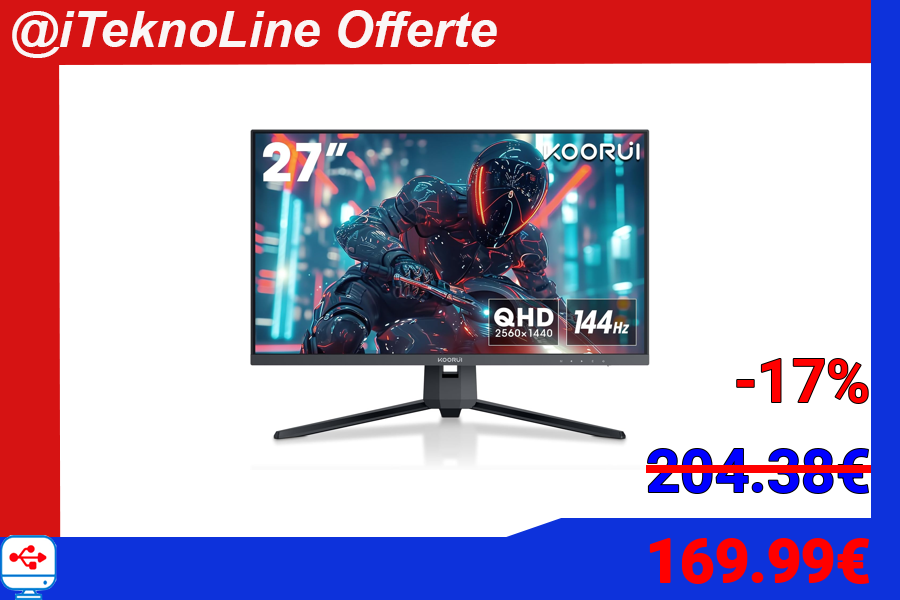 @iTeknoLine Offerte
27"
KOORUI
QHD
2560×1440
144Hz
KOORUI
-17%
204.38€
169.99€